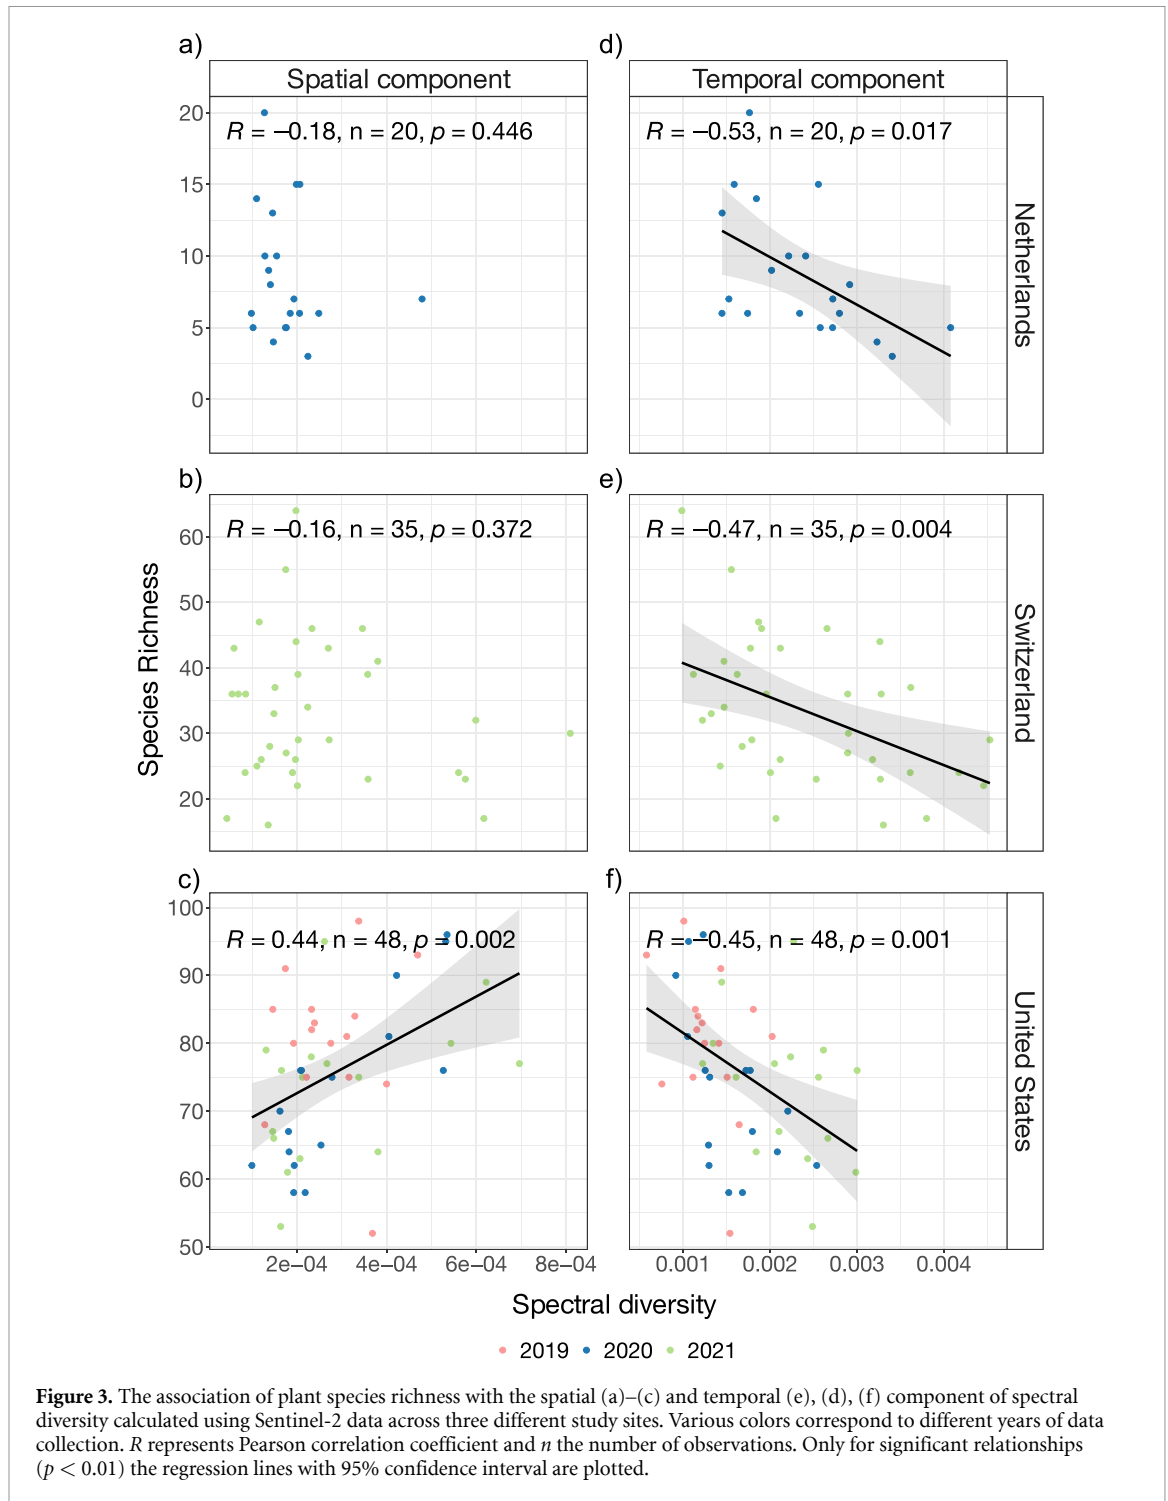 a)
d)
Spatial component
Temporal component
R = −0.18, n = 20, p = 0.446
R = −0.53, n = 20, p = 0.017
20
15
10
5
0
Netherlands
b)
e)
R = −0.16, n = 35, p = 0.372
R = −0.47, n = 35, p = 0.004
60
50
40
30
20
Species Richness
Switzerland
c)
f)
R = 0.44, n = 48, p = 0.002
R = −0.45, n = 48, p = 0.001
100
90
80
70
60
50
United States
2e−04 4e−04 6e−04 8e−04
0.001 0.002 0.003 0.004
Spectral diversity
2019 2020 2021
Figure 3. The association of plant species richness with the spatial (a)–(c) and temporal (e), (d), (f) component of spectral
diversity calculated using Sentinel-2 data across three different study sites. Various colors correspond to different years of data
collection. R represents Pearson correlation coefficient and n the number of observations. Only for significant relationships
(p < 0.01) the regression lines with 95% confidence interval are plotted.